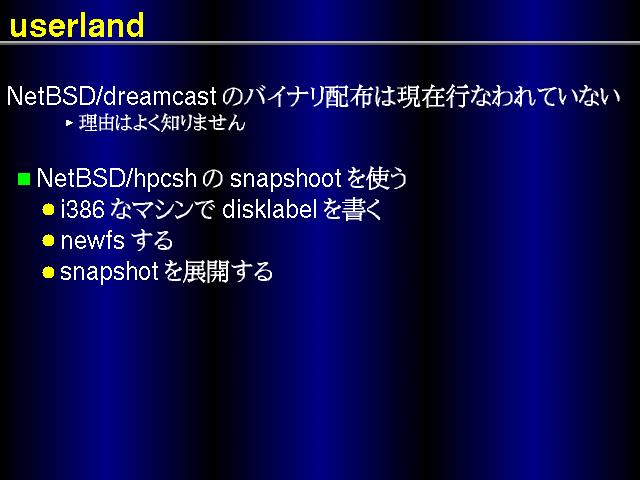 userland
NetBSD/dreamcast のバイナリ配布は現在行なわれていない
理由はよく知りません
NetBSD/hpcsh の snapshoot を使う
i386 なマシンで disklabel を書く
newfs する
snapshot を展開する